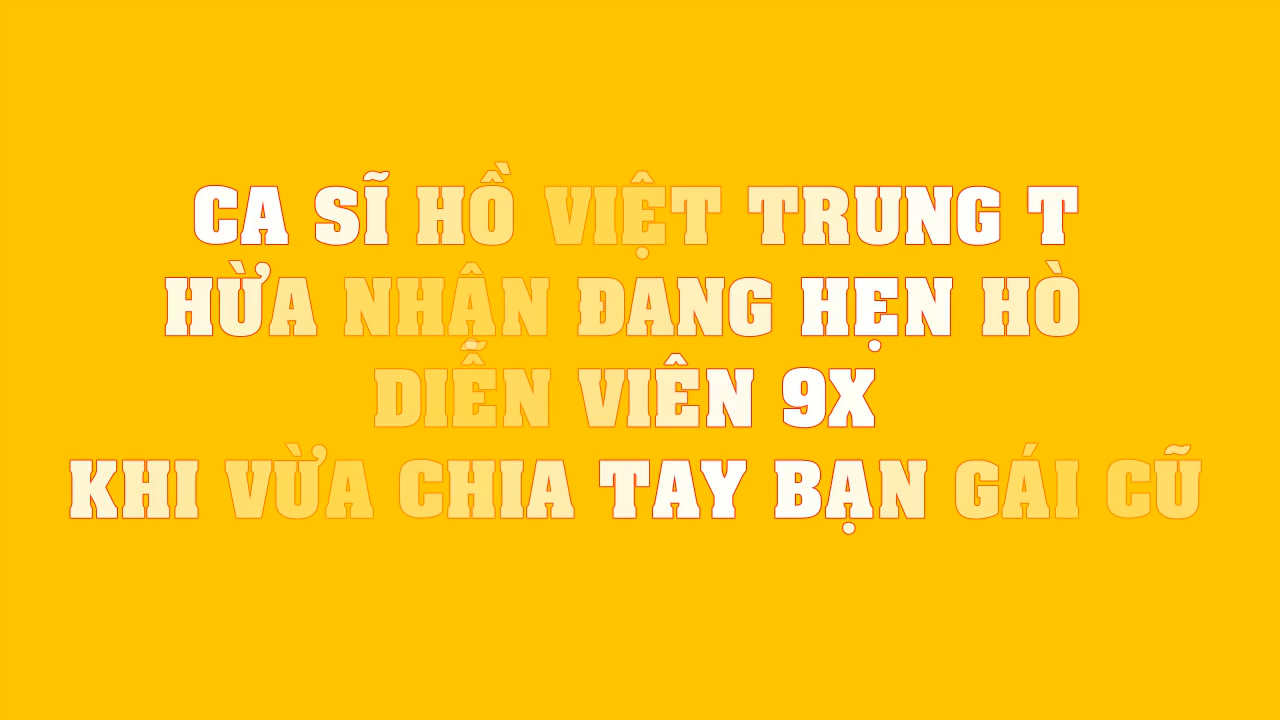 CA SĨ HỒ VIỆT TRUNG T
HỪA NHẬN ĐANG HẸN HÒ
DIỄN VIÊN 9X
KHI VỪA CHIA TAY BẠN GÁI CŨ